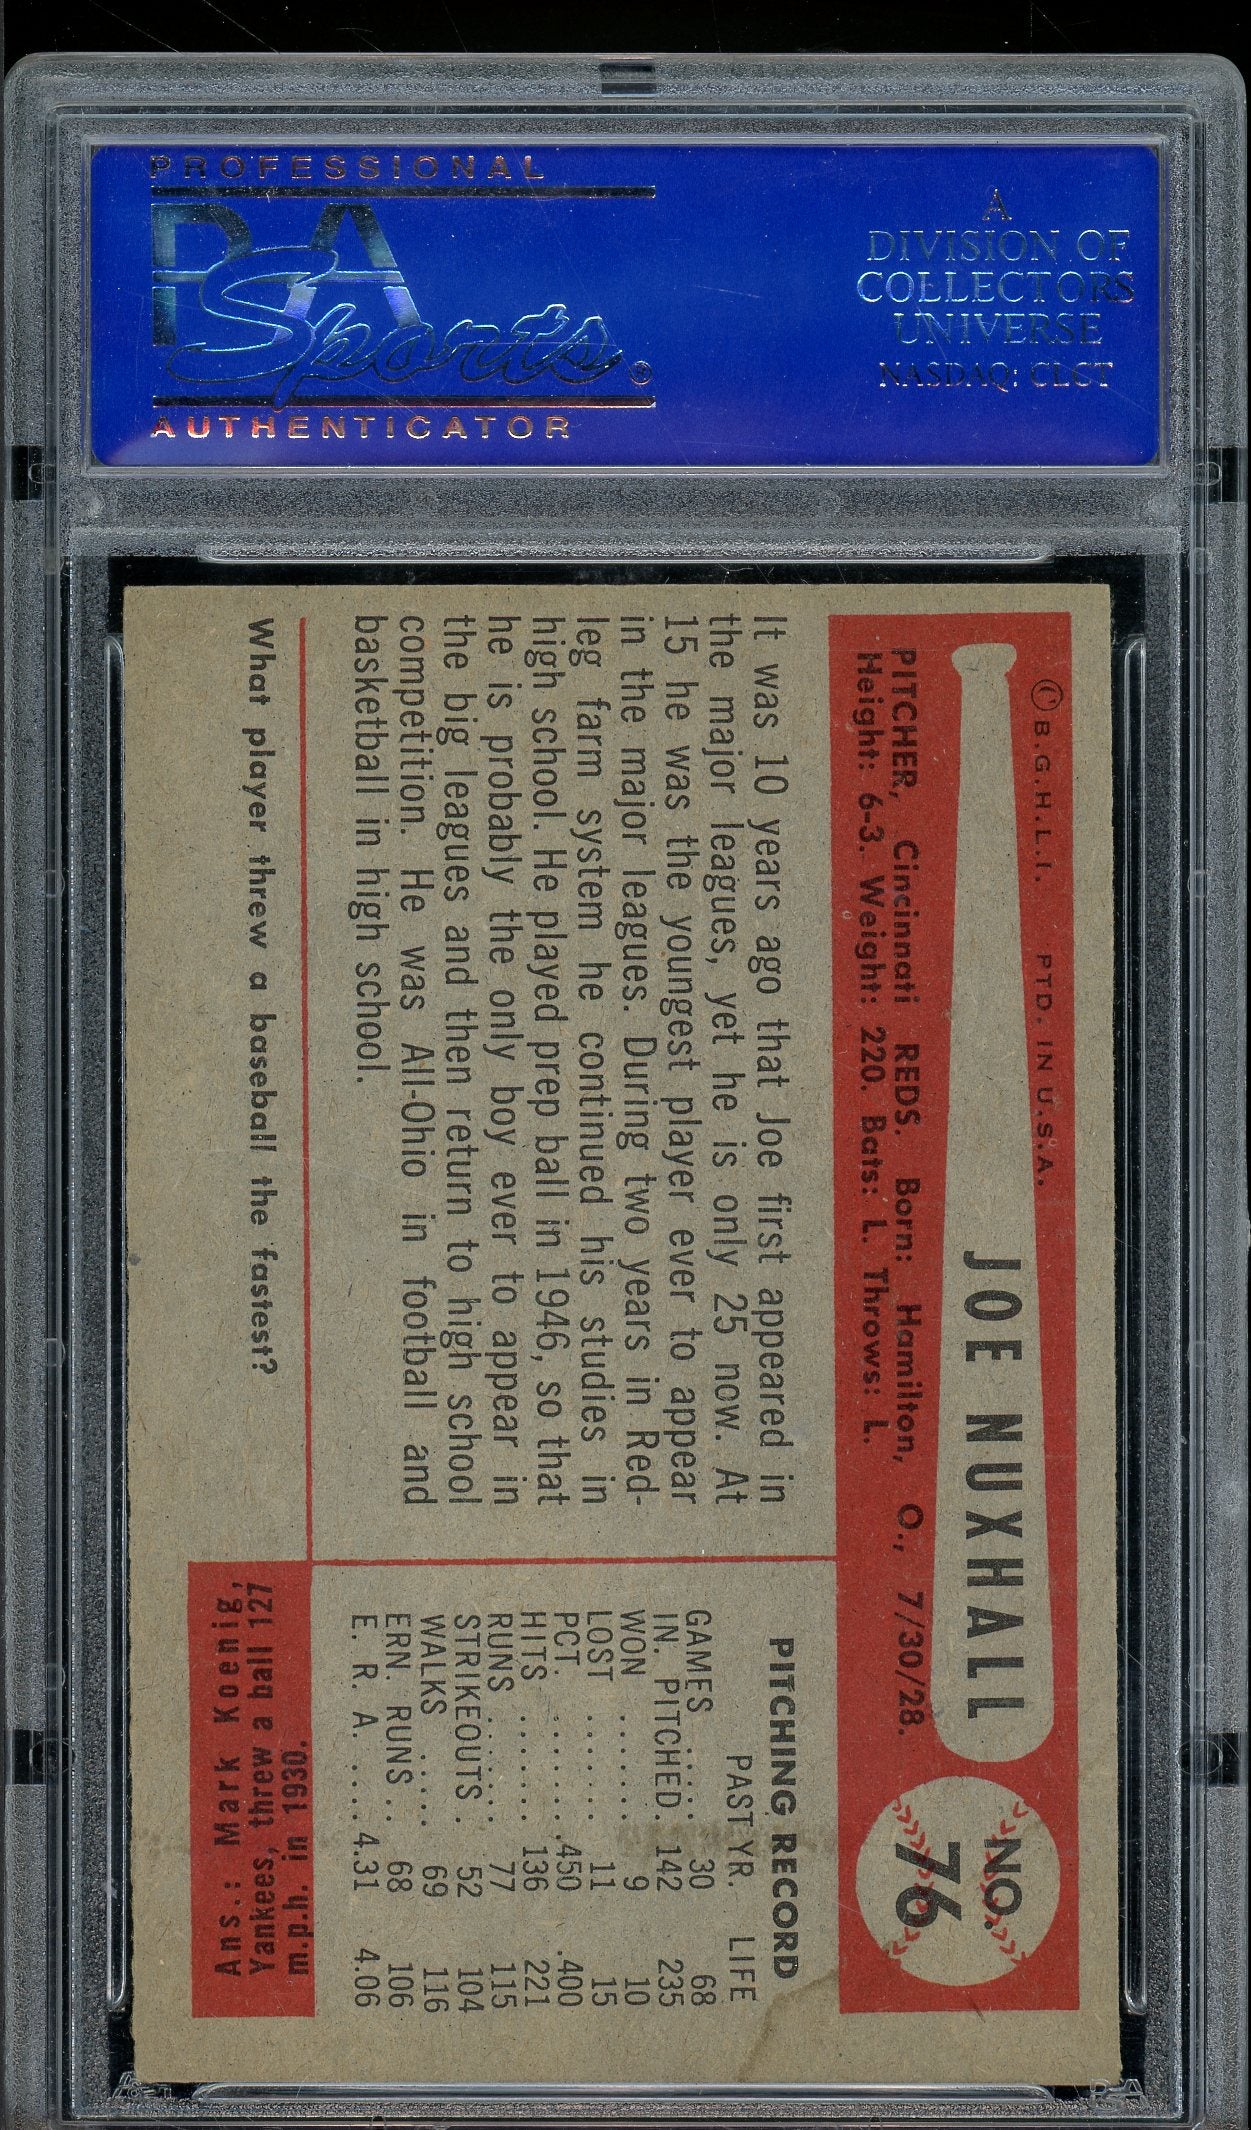 PROFESSIONAL
PSA
Sports®
AUTHENTICATOR
A
DIVISION OF
COLLECTORS
UNIVERSE
NASDAQ: CLCT
© B.G.H.L.I. PTD. IN U.S.A.
JOE NUXHALL
NO.
76
PITCHER, Cincinnati REDS. Born: Hamilton, O., 7/30/28.
Height: 6-3. Weight: 220. Bats: L. Throws: L.
It was 10 years ago that Joe first appeared in
the major leagues, yet he is only 25 now. At
15 he was the youngest player ever to appear
in the major leagues. During two years in Red-
leg farm system he continued his studies in
high school. He played prep ball in 1946, so that
he is probably the only boy ever to appear in
the big leagues and then return to high school
competition. He was All-Ohio in football and
basketball in high school.
PITCHING RECORD
PAST YR. LIFE
GAMES ..... 30 68
IN. PITCHED. 142 235
WON ....... 9 10
LOST ....... 11 15
PCT. ...... .450 .400
HITS ....... 136 221
RUNS ....... 77 115
STRIKEOUTS . 52 104
WALKS ..... 69 116
ERN. RUNS .. 68 106
E. R. A. ..... 4.31 4.06
What player threw a baseball the fastest?
Ans.: Mark Koenig,
Yankees, threw a ball 127
m.p.h. in 1930.